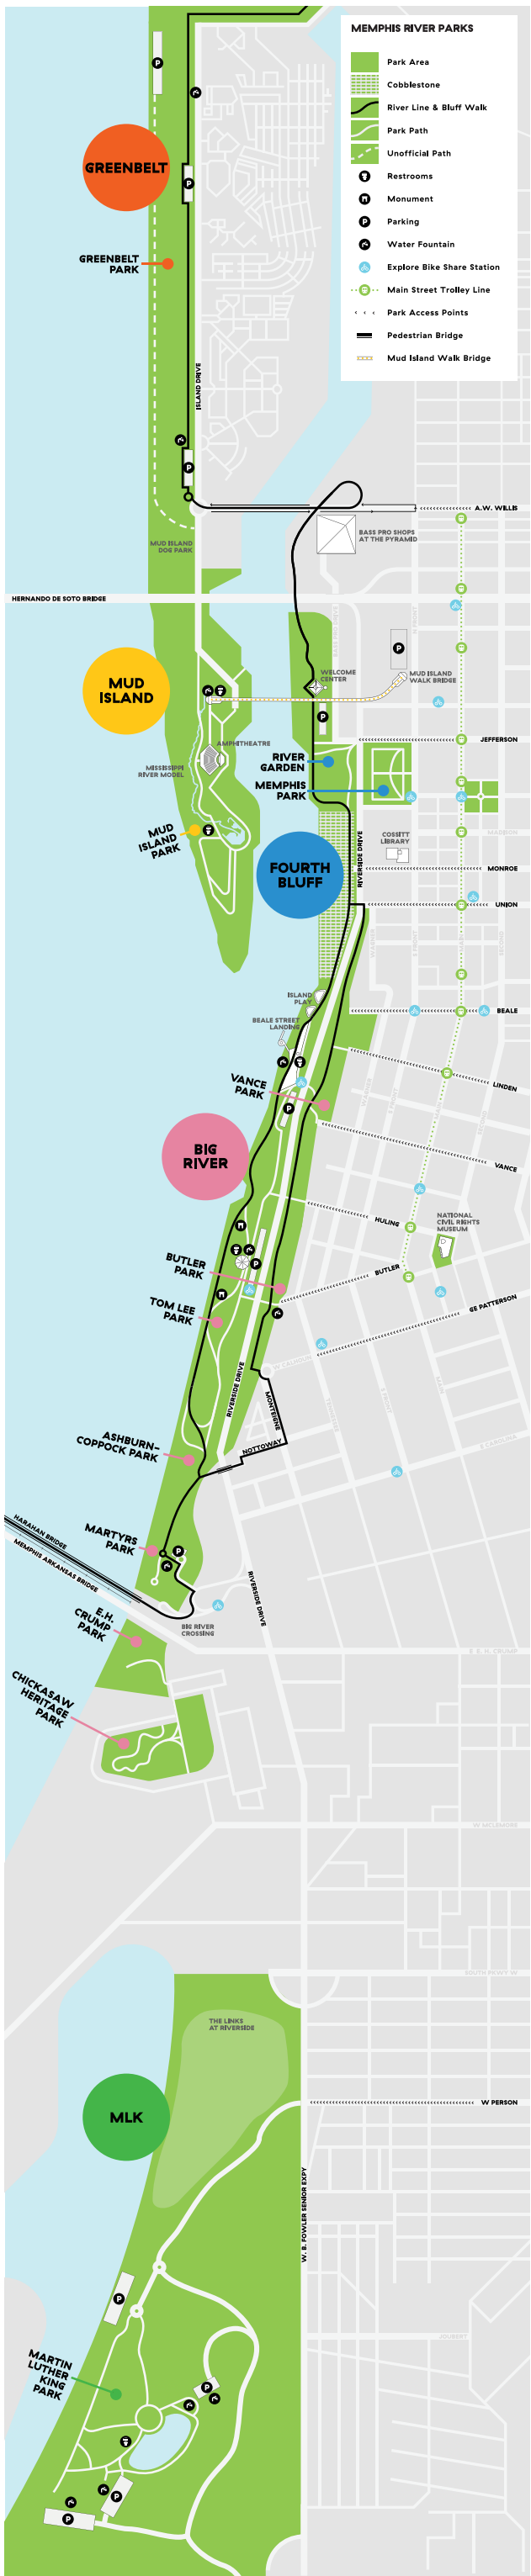 MEMPHIS RIVER PARKS
Park Area
Cobblestone
River Line & Bluff Walk
Park Path
Unofficial Path
Restrooms
Monument
P
Parking
Water Fountain
Explore Bike Share Station
Main Street Trolley Line
Park Access Points
Pedestrian Bridge
Mud Island Walk Bridge
P
P
GREENBELT
GREENBELT
PARK
ISLAND DRIVE
P
A.W. WILLIS
BASS PRO SHOPS
AT THE PYRAMID
MUD ISLAND
DOG PARK
HERNANDO DE SOTO BRIDGE
P
MUD
ISLAND
WELCOME
CENTER
MUD ISLAND
WALK BRIDGE
P
AMPHITHEATRE
JEFFERSON
MISSISSIPPI
RIVER MODEL
RIVER
GARDEN
MEMPHIS
PARK
MUD
ISLAND
PARK
MADISON
COSSITT
LIBRARY
RIVERSIDE DRIVE
FOURTH
BLUFF
MONROE
UNION
ISLAND
PLAY
BEALE STREET
LANDING
BEALE
VANCE
PARK
P
LINDEN
BIG
RIVER
VANCE
HULING
NATIONAL
CIVIL RIGHTS
MUSEUM
P
BUTLER
PARK
BUTLER
TOM LEE
PARK
GE PATTERSON
RIVERSIDE DRIVE
MONTEIGNE
NOTTOWAY
ASHBURN-
COPPOCK PARK
HARAHAN BRIDGE
MEMPHIS ARKANSAS BRIDGE
MARTYRS
PARK
P
RIVERSIDE DRIVE
E.H.
CRUMP
PARK
BIG RIVER
CROSSING
E. E. H. CRUMP
CHICKASAW
HERITAGE
PARK
W MCLEMORE
SOUTH PKWY W
THE LINKS
AT RIVERSIDE
MLK
W PERSON
W. B. FOWLER SENIOR EXPY
P
MARTIN
LUTHER
KING
PARK
P
P
P